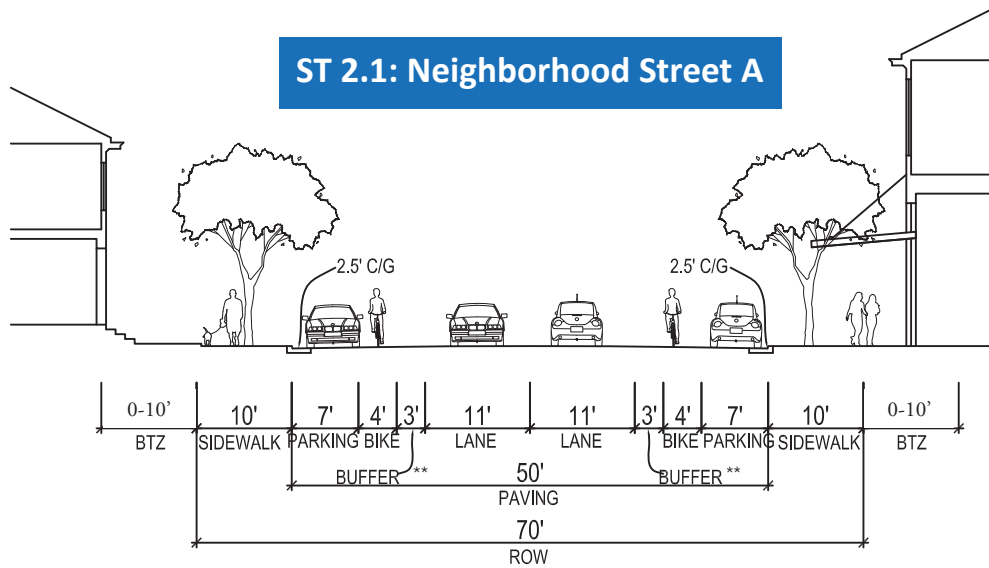 ST 2.1: Neighborhood Street A
2.5' C/G 2.5' C/G
0-10’ 10' 7' 4' 3' 11' 11' 3' 4' 7' 10' 0-10’
BTZ SIDEWALK PARKING BIKE LANE LANE BIKE PARKING SIDEWALK BTZ
BUFFER ** BUFFER **
50'
PAVING
70'
ROW